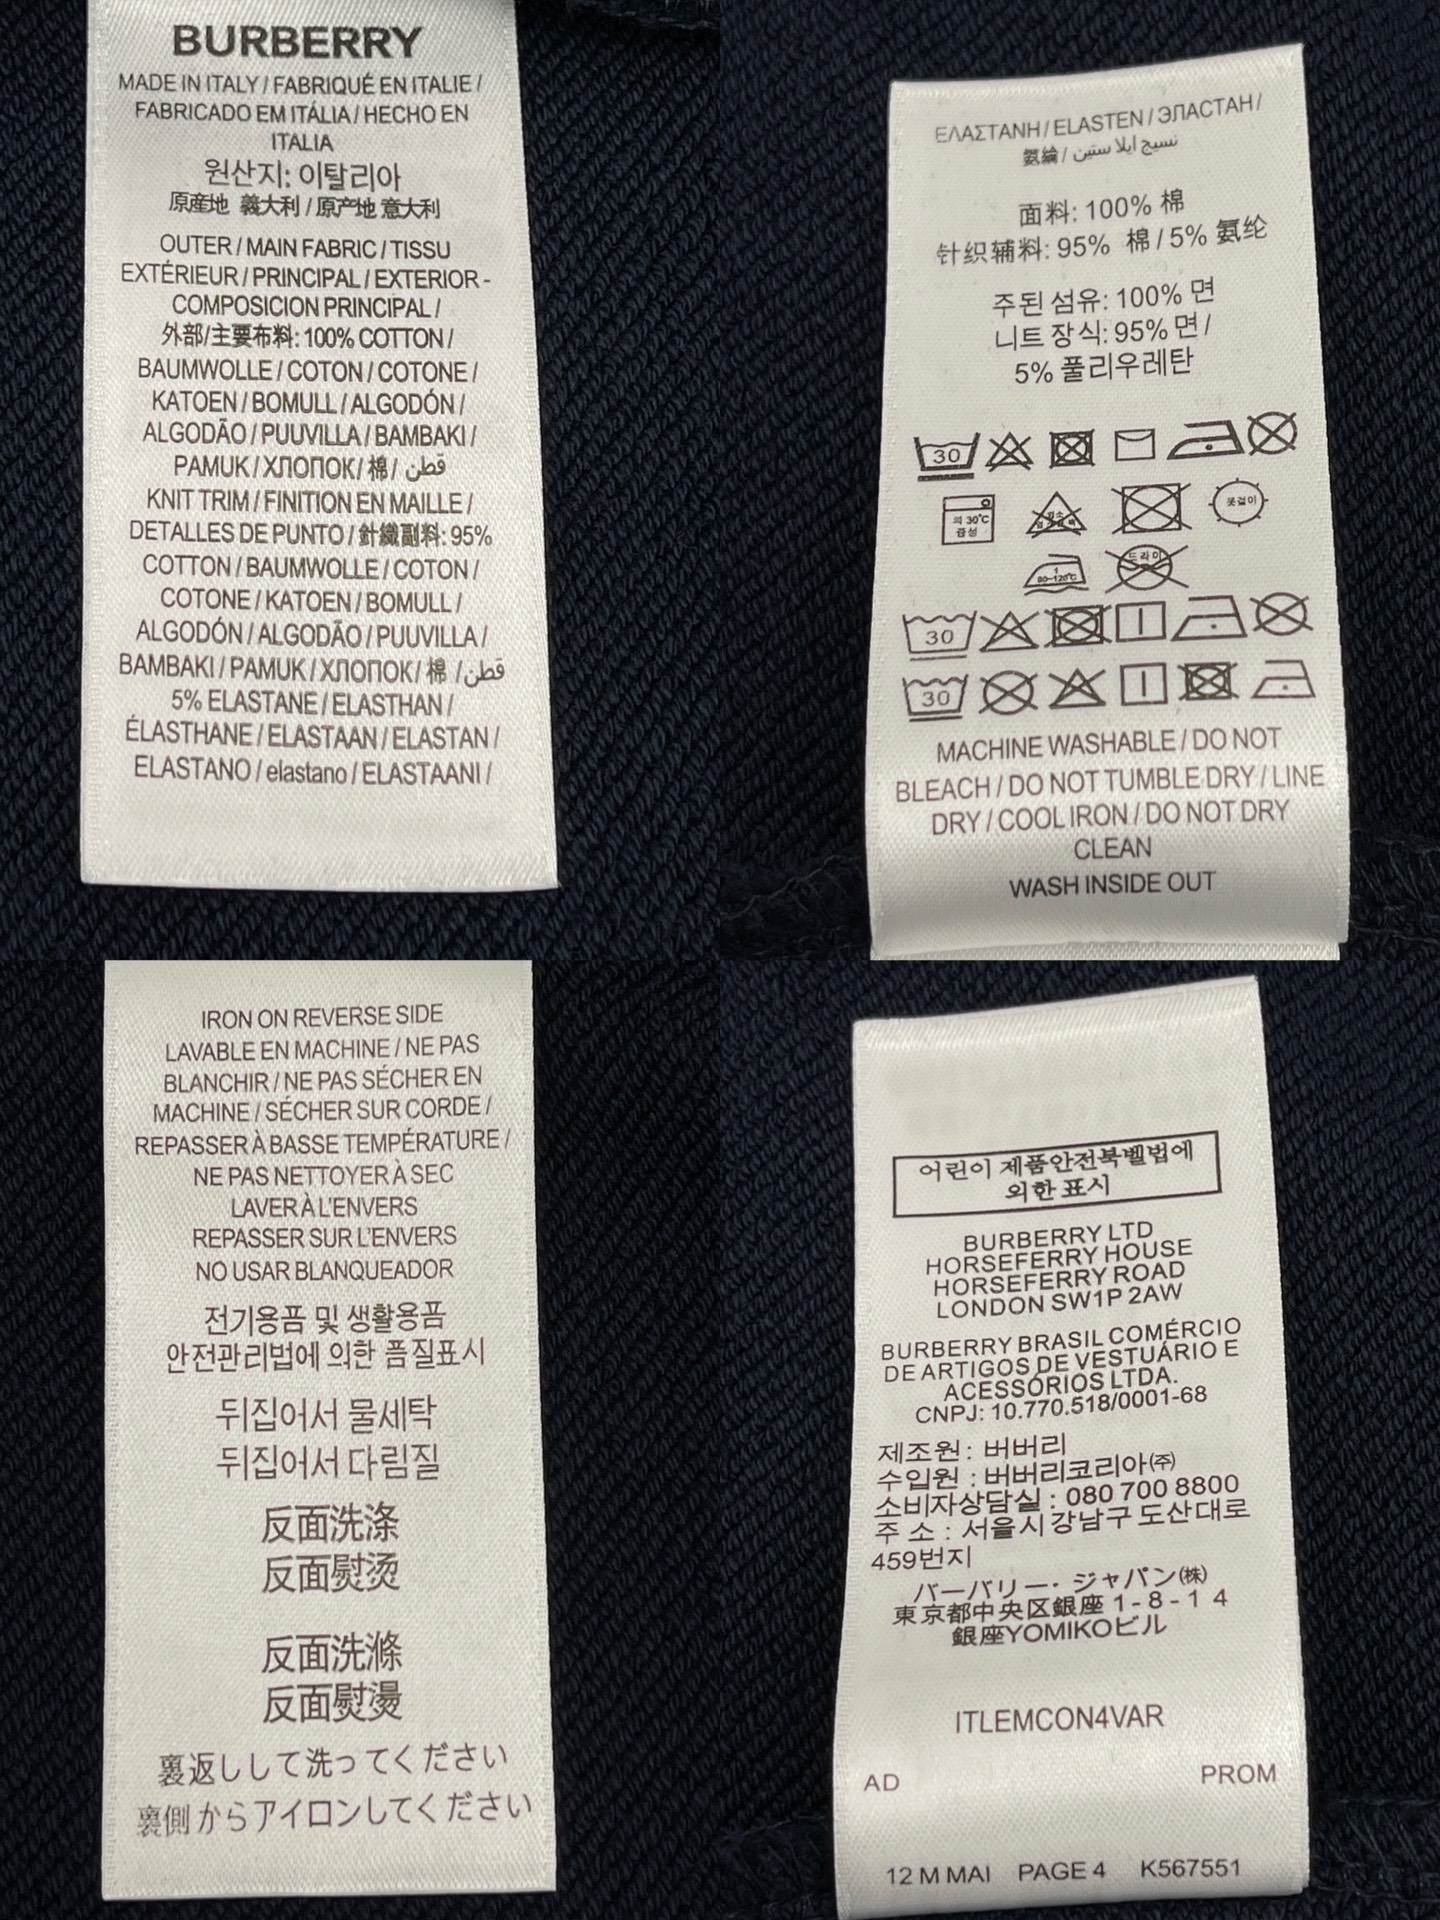 BURBERRY
MADE IN ITALY / FABRIQUÉ EN ITALIE /
FABRICADO EM ITÁLIA / HECHO EN
ITALIA
원산지: 이탈리아
原産地 義大利 / 原产地 意大利
OUTER / MAIN FABRIC / TISSU
EXTÉRIEUR / PRINCIPAL / EXTERIOR -
COMPOSICION PRINCIPAL /
外部/主要布料: 100% COTTON /
BAUMWOLLE / COTON / COTONE /
KATOEN / BOMULL / ALGODÓN /
ALGODÃO / PUUVILLA / BAMBAKI /
PAMUK / ХЛОПОК / 棉 / قطن
KNIT TRIM / FINITION EN MAILLE /
DETALLES DE PUNTO / 針織副料: 95%
COTTON / BAUMWOLLE / COTON /
COTONE / KATOEN / BOMULL /
ALGODÓN / ALGODÃO / PUUVILLA /
BAMBAKI / PAMUK / ХЛОПОК / 棉 / قطن
5% ELASTANE / ELASTHAN /
ÉLASTHANE / ELASTAAN / ELASTAN /
ELASTANO / elastano / ELASTAANI /
ΕΛΑΣΤΑΝΗ / ELASTEN / ЭЛАСТАН /
氨綸 / نسيج ايلا ستين
面料: 100% 棉
针织辅料: 95% 棉 / 5% 氨纶
주된 섬유: 100% 면
니트 장식: 95% 면 /
5% 폴리우레탄
30
의 30℃ 중성 옷걸이
1 80~120℃ 드라이
30
30
MACHINE WASHABLE / DO NOT
BLEACH / DO NOT TUMBLE DRY / LINE
DRY / COOL IRON / DO NOT DRY
CLEAN
WASH INSIDE OUT
IRON ON REVERSE SIDE
LAVABLE EN MACHINE / NE PAS
BLANCHIR / NE PAS SÉCHER EN
MACHINE / SÉCHER SUR CORDE /
REPASSER À BASSE TEMPÉRATURE /
NE PAS NETTOYER À SEC
LAVER À L'ENVERS
REPASSER SUR L'ENVERS
NO USAR BLANQUEADOR
전기용품 및 생활용품
안전관리법에 의한 품질표시
뒤집어서 물세탁
뒤집어서 다림질
反面洗涤
反面熨烫
反面洗滌
反面熨燙
裏返しして洗ってください
裏側からアイロンしてください
어린이 제품안전특별법에
의한 표시
BURBERRY LTD
HORSEFERRY HOUSE
HORSEFERRY ROAD
LONDON SW1P 2AW
BURBERRY BRASIL COMÉRCIO
DE ARTIGOS DE VESTUÁRIO E
ACESSÓRIOS LTDA.
CNPJ: 10.770.518/0001-68
제조원 : 버버리
수입원 : 버버리코리아㈜
소비자상담실 : 080 700 8800
주 소 : 서울시 강남구 도산대로
459번지
バーバリー・ジャパン㈱
東京都中央区銀座 1 - 8 - 1 4
銀座YOMIKOビル
ITLEMCON4VAR
AD PROM
12 M MAI PAGE 4 K567551